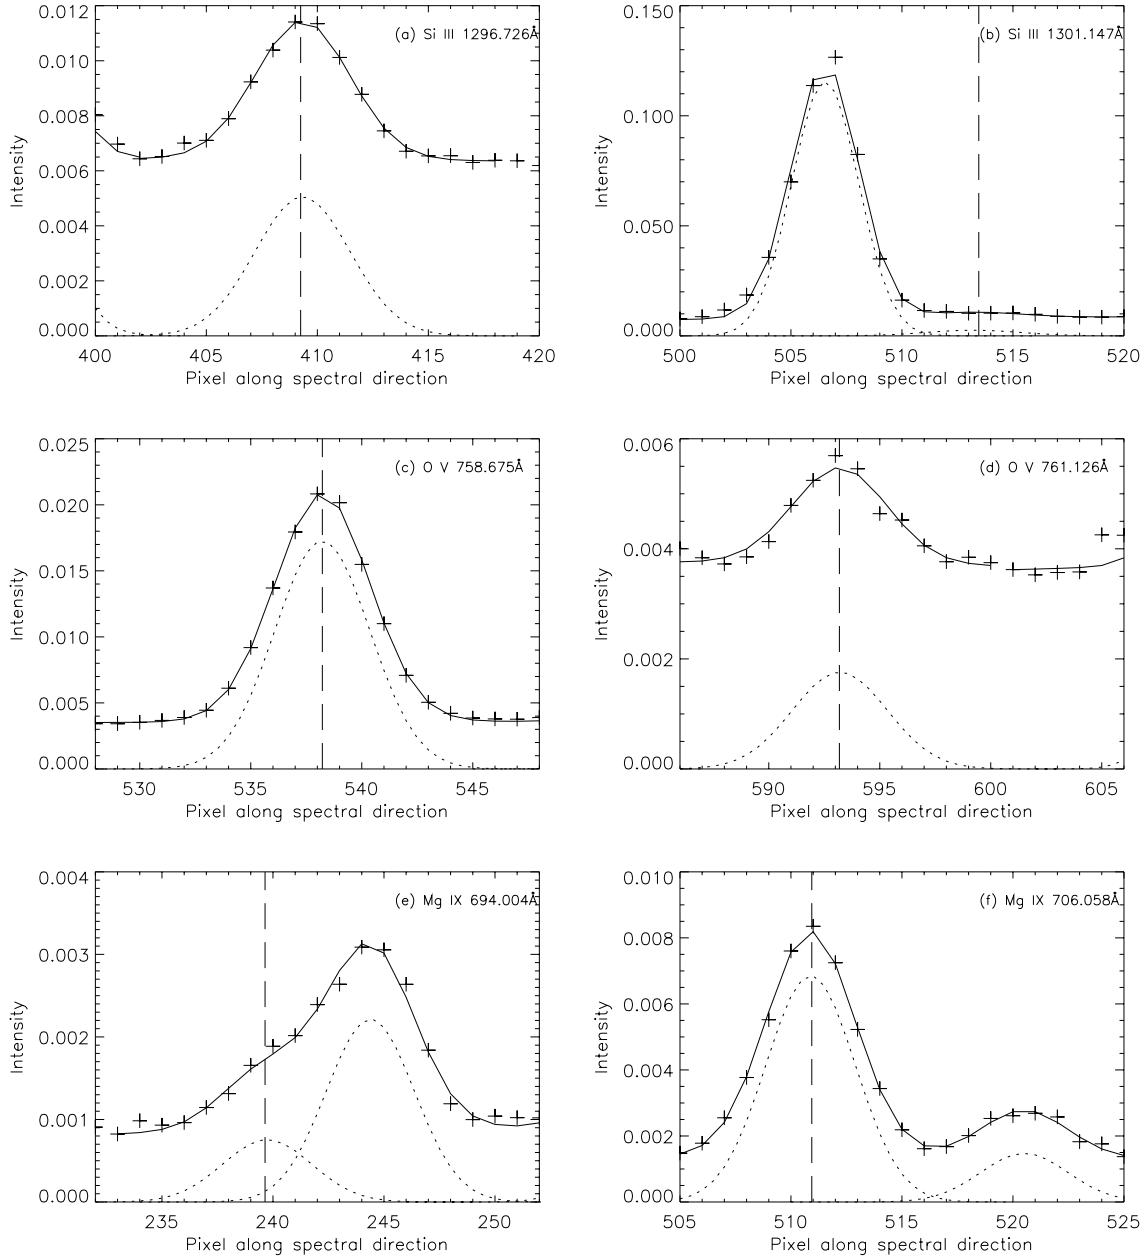 (a) Si III 1296.726Å
0.012
0.010
0.008
0.006
0.004
0.002
0.000
Intensity
400 405 410 415 420
Pixel along spectral direction
(b) Si III 1301.147Å
0.150
0.100
0.050
0.000
Intensity
500 505 510 515 520
Pixel along spectral direction
(c) O V 758.675Å
0.025
0.020
0.015
0.010
0.005
0.000
Intensity
530 535 540 545
Pixel along spectral direction
(d) O V 761.126Å
0.006
0.004
0.002
0.000
Intensity
590 595 600 605
Pixel along spectral direction
(e) Mg IX 694.004Å
0.004
0.003
0.002
0.001
0.000
Intensity
235 240 245 250
Pixel along spectral direction
(f) Mg IX 706.058Å
0.010
0.008
0.006
0.004
0.002
0.000
Intensity
505 510 515 520 525
Pixel along spectral direction